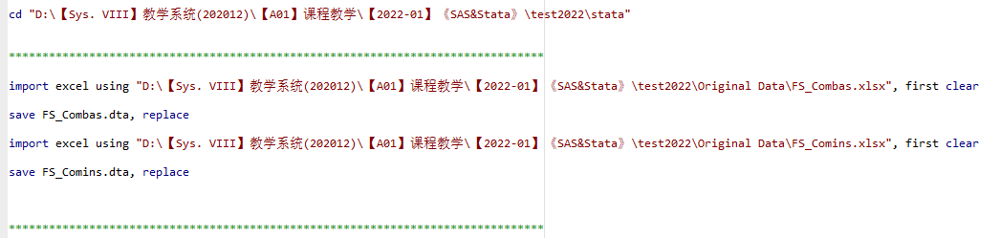 cd "D:\【Sys. VIII】教学系统(202012)\【A01】课程教学\【2022-01】《SAS&Stata》\test2022\stata"
********************************************************************************
import excel using "D:\【Sys. VIII】教学系统(202012)\【A01】课程教学\【2022-01】《SAS&Stata》\test2022\Original Data\FS_Combas.xlsx", first clear
save FS_Combas.dta, replace
import excel using "D:\【Sys. VIII】教学系统(202012)\【A01】课程教学\【2022-01】《SAS&Stata》\test2022\Original Data\FS_Comins.xlsx", first clear
save FS_Comins.dta, replace
********************************************************************************